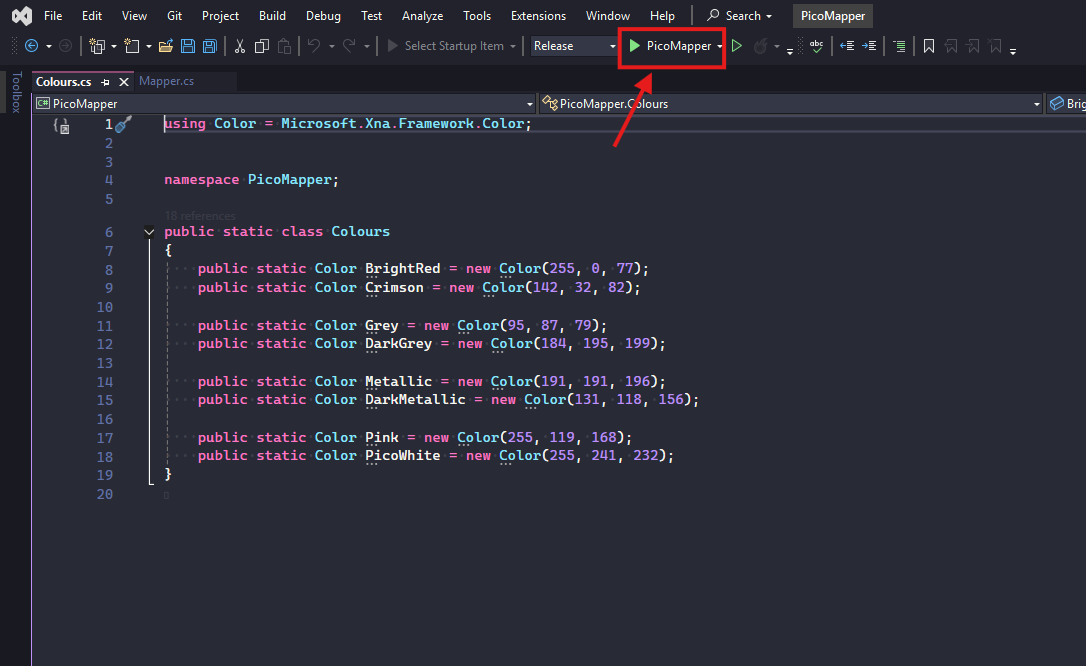 File Edit View Git Project Build Debug Test Analyze Tools Extensions Window Help Search PicoMapper
Select Startup Item Release PicoMapper abc
Toolbox
Colours.cs Mapper.cs
C# PicoMapper PicoMapper.Colours Brig
1 using Color = Microsoft.Xna.Framework.Color;
2
3
4 namespace PicoMapper;
5
18 references
6 public static class Colours
7 {
8 public static Color BrightRed = new Color(255, 0, 77);
9 public static Color Crimson = new Color(142, 32, 82);
10
11 public static Color Grey = new Color(95, 87, 79);
12 public static Color DarkGrey = new Color(184, 195, 199);
13
14 public static Color Metallic = new Color(191, 191, 196);
15 public static Color DarkMetallic = new Color(131, 118, 156);
16
17 public static Color Pink = new Color(255, 119, 168);
18 public static Color PicoWhite = new Color(255, 241, 232);
19 }
20